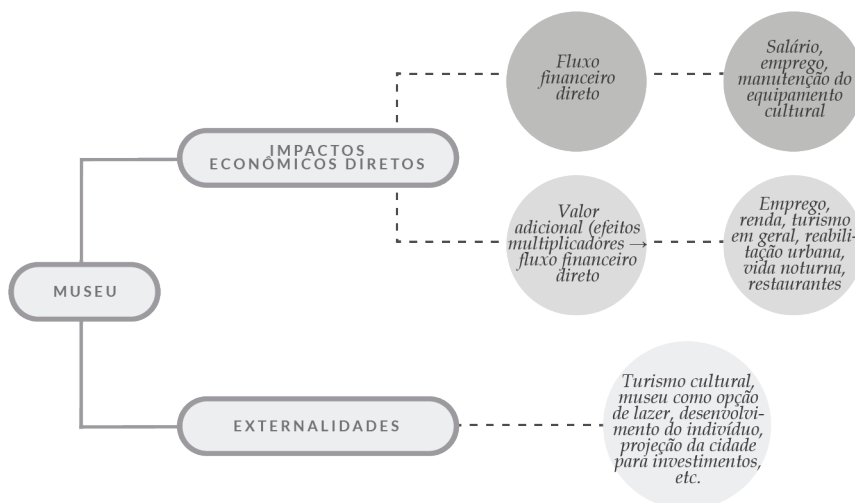 Fluxo
financeiro
direto
Salário,
emprego,
manutenção do
equipamento
cultural
IMPACTOS
ECONÔMICOS DIRETOS
Valor
adicional (efeitos
multiplicadores →
fluxo financeiro
direto
Emprego,
renda, turismo
em geral, reabili-
tação urbana,
vida noturna,
restaurantes
MUSEU
EXTERNALIDADES
Turismo cultural,
museu como opção
de lazer, desenvolvi-
mento do indivíduo,
projeção da cidade
para investimentos,
etc.